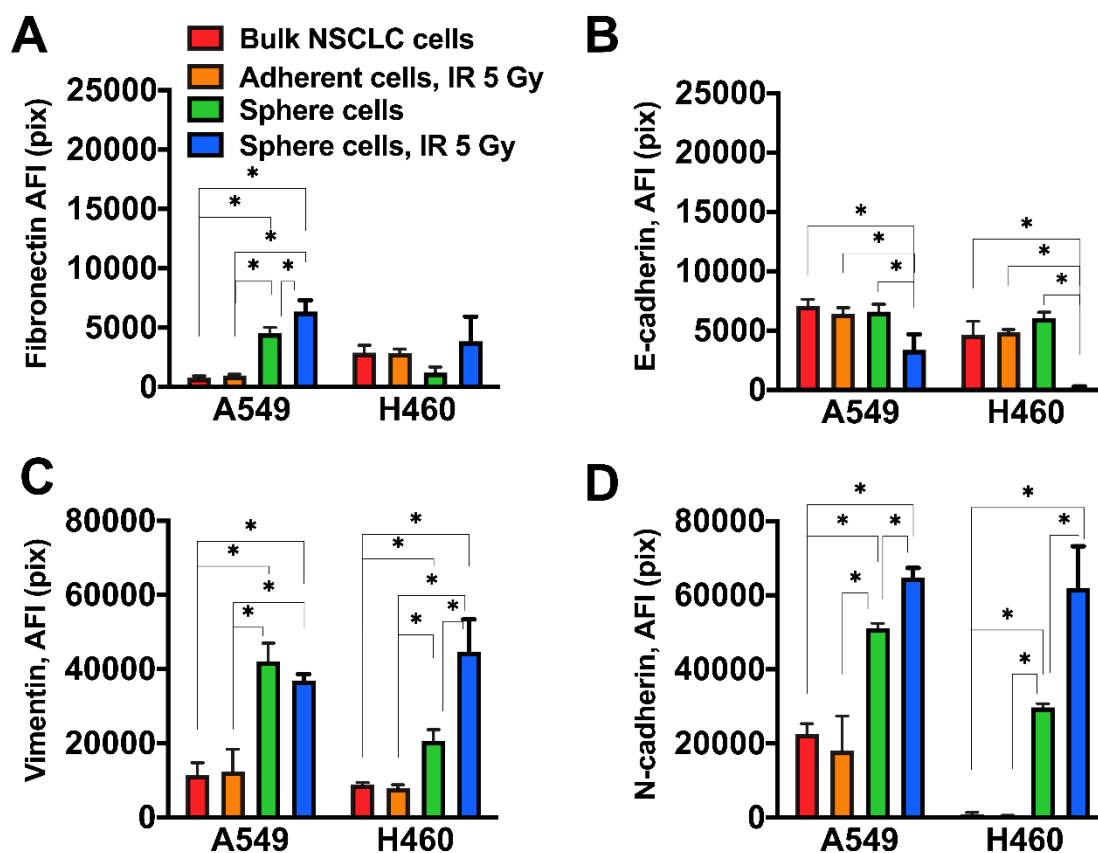 A
Bulk NSCLC cells
Adherent cells, IR 5 Gy
Sphere cells
Sphere cells, IR 5 Gy
Fibronectin AFI (pix)
25000
20000
15000
10000
5000
0
* * * * *
A549 H460
B
E-cadherin, AFI (pix)
25000
20000
15000
10000
5000
0
* * * * * *
A549 H460
C
Vimentin, AFI (pix)
80000
60000
40000
20000
0
* * * * * * * * *
A549 H460
D
N-cadherin, AFI (pix)
80000
60000
40000
20000
0
* * * * * * * *
A549 H460